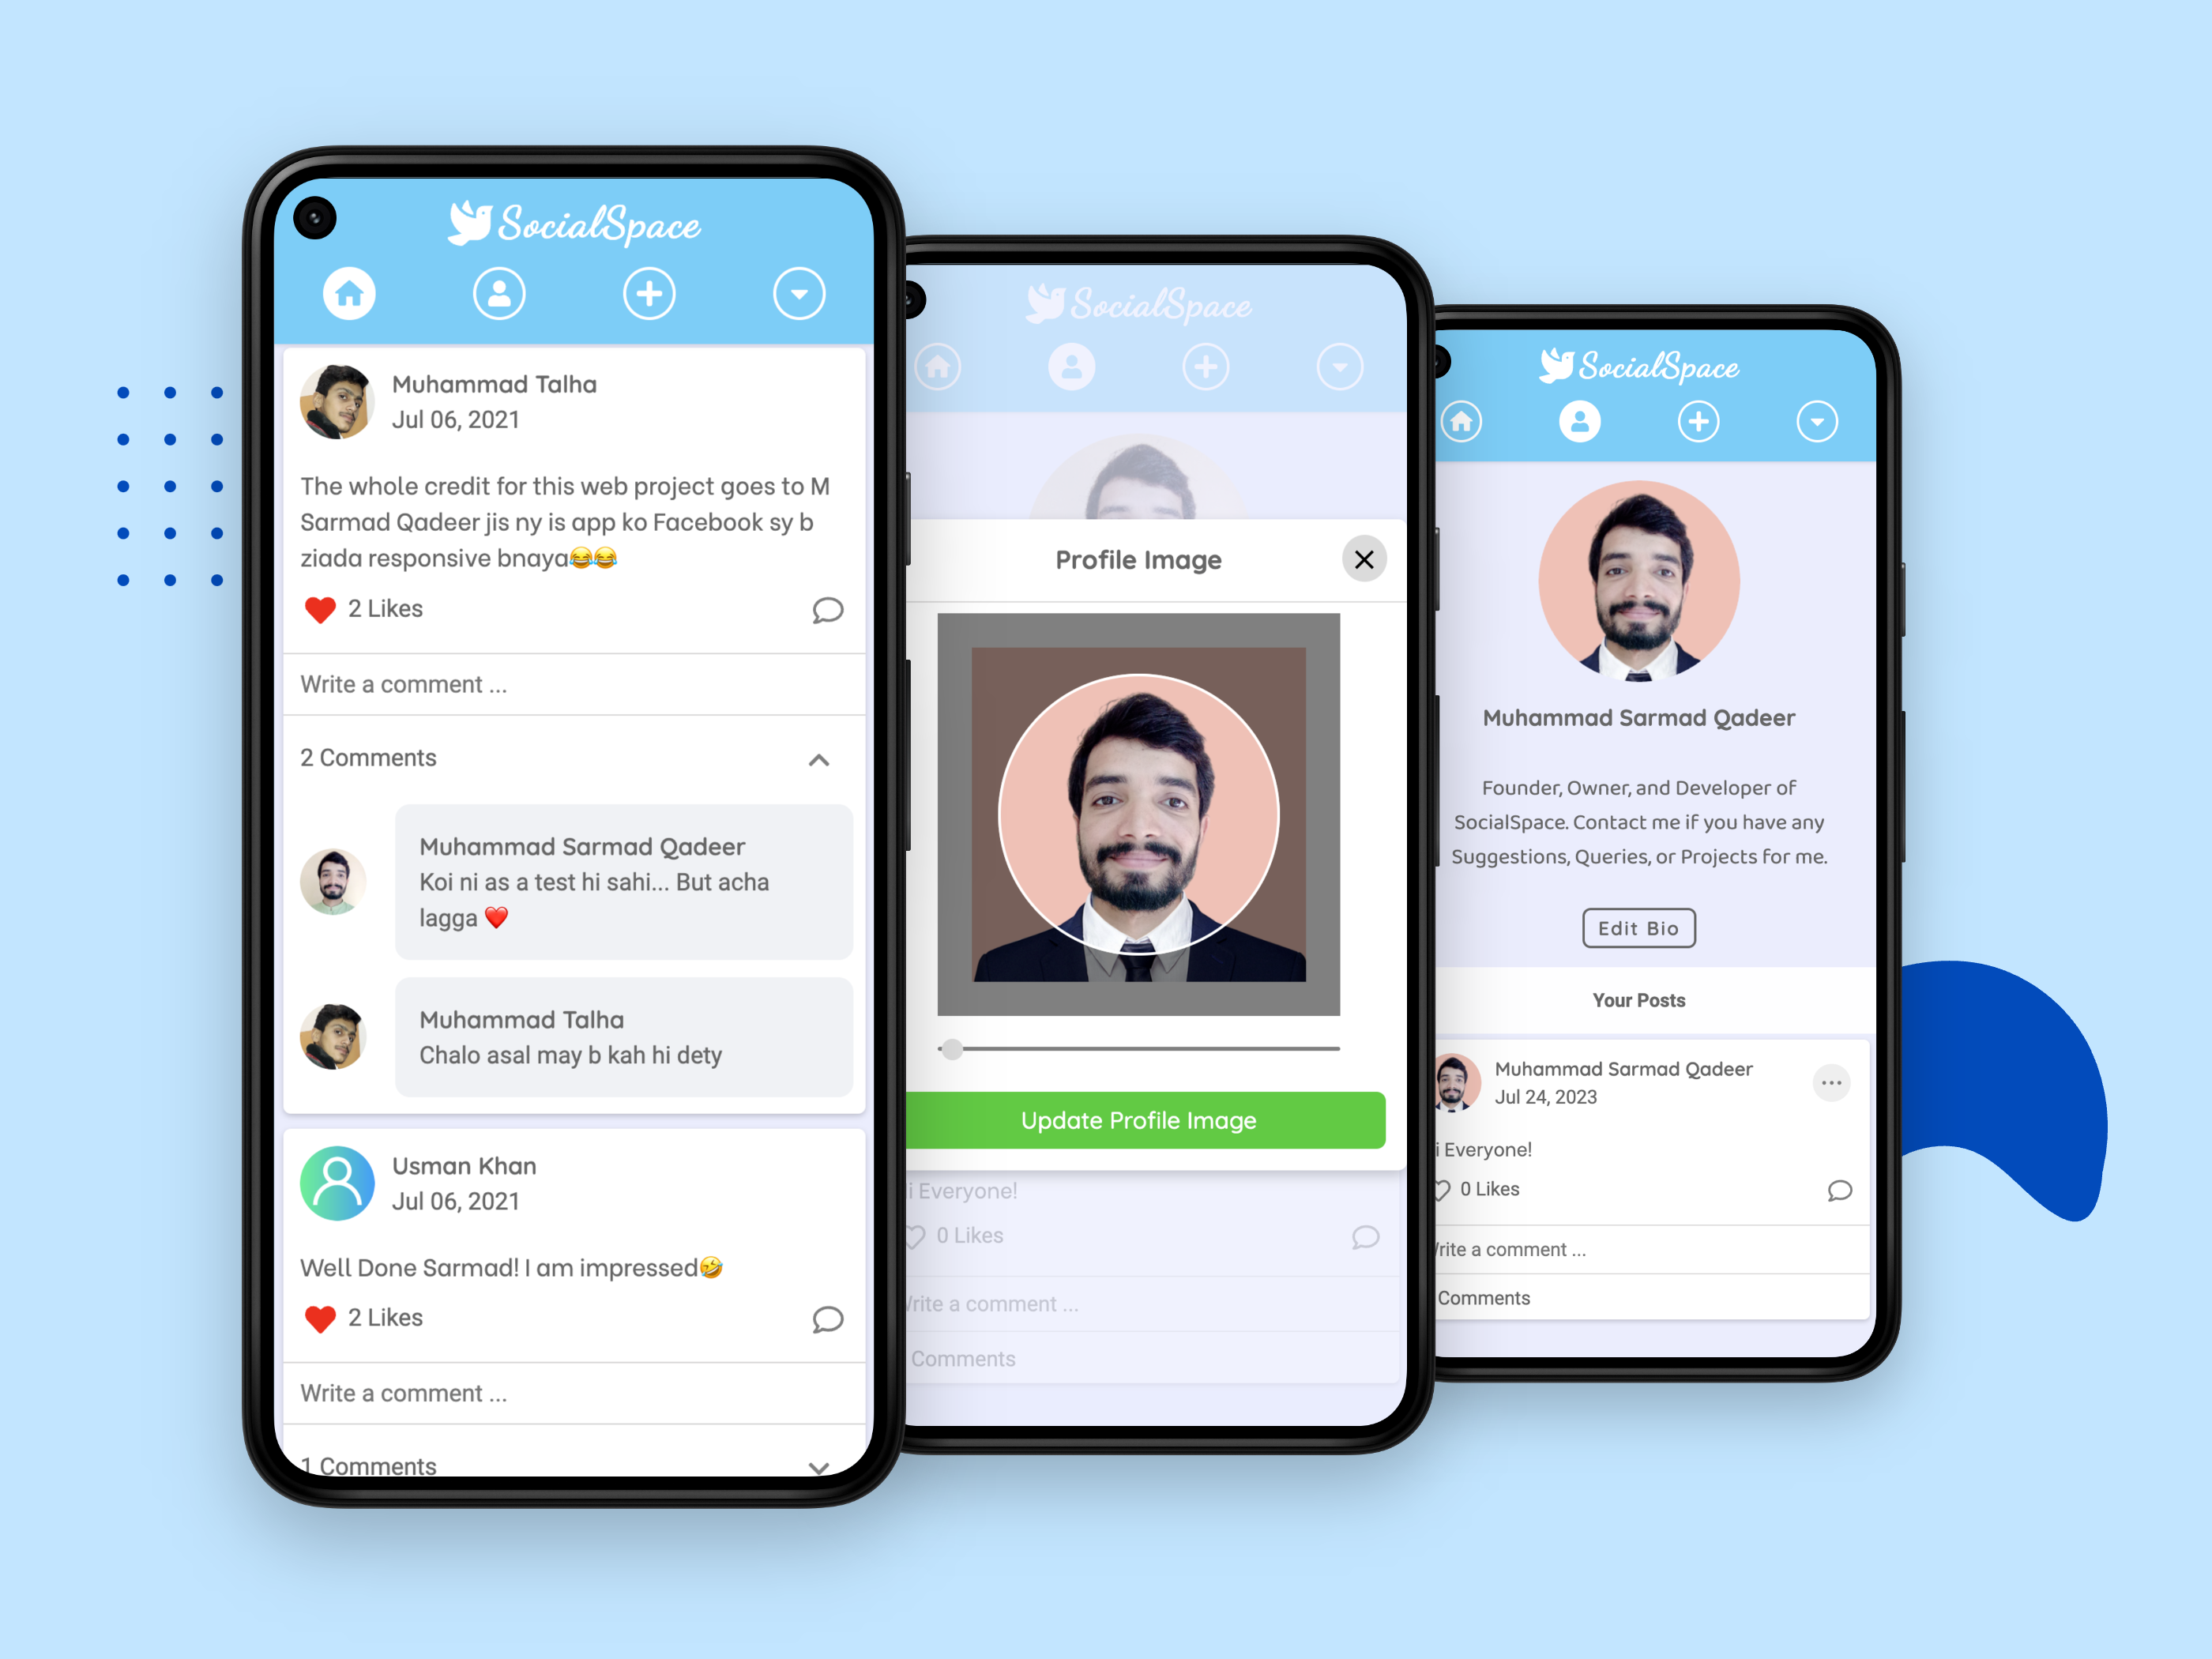 SocialSpace
Muhammad Talha
Jul 06, 2021
The whole credit for this web project goes to M
Sarmad Qadeer jis ny is app ko Facebook sy b
ziada responsive bnaya😂😂
2 Likes
Write a comment ...
2 Comments
Muhammad Sarmad Qadeer
Koi ni as a test hi sahi... But acha
lagga ❤️
Muhammad Talha
Chalo asal may b kah hi dety
Usman Khan
Jul 06, 2021
Well Done Sarmad! I am impressed🤣
2 Likes
Write a comment ...
1 Comments
SocialSpace
Profile Image
Update Profile Image
i Everyone!
0 Likes
rite a comment ...
Comments
SocialSpace
Muhammad Sarmad Qadeer
Founder, Owner, and Developer of
SocialSpace. Contact me if you have any
Suggestions, Queries, or Projects for me.
Edit Bio
Your Posts
Muhammad Sarmad Qadeer
Jul 24, 2023
i Everyone!
0 Likes
rite a comment ...
Comments